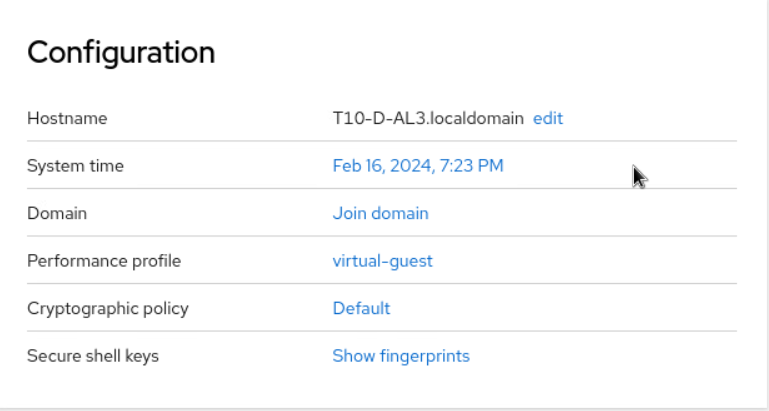 Configuration
Hostname T10-D-AL3.localdomain edit
System time Feb 16, 2024, 7:23 PM
Domain Join domain
Performance profile virtual-guest
Cryptographic policy Default
Secure shell keys Show fingerprints